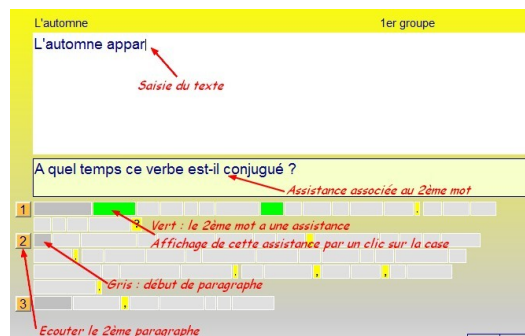 L'automne 1er groupe
L'automne appar
Saisie du texte
A quel temps ce verbe est-il conjugué ?
Assistance associée au 2ème mot
1 .
? Vert : le 2ème mot a une assistance
2 Affichage de cette assistance par un clic sur la case
,
. , ,
. Gris : début de paragraphe
3 ,
Ecouter le 2ème paragraphe